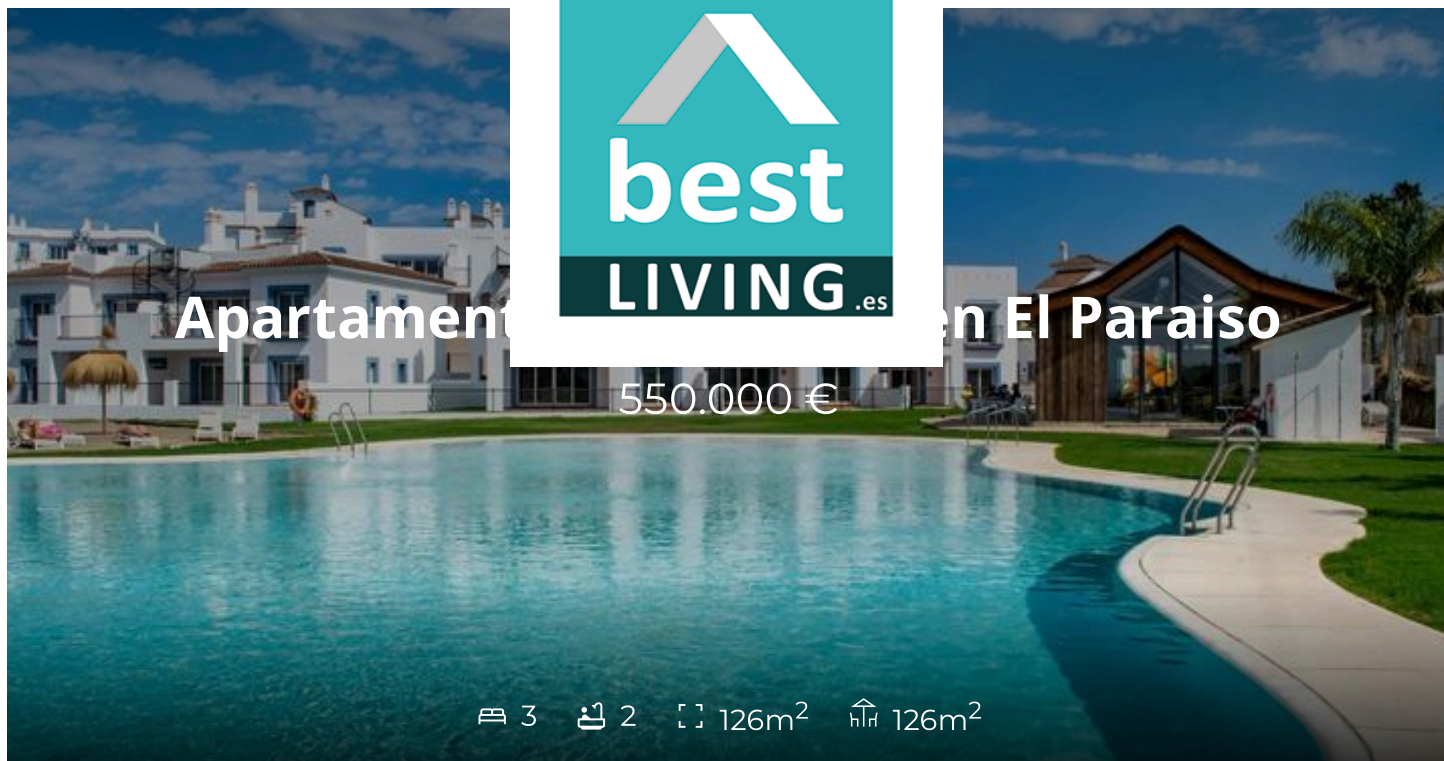 best
LIVING.es
Apartament en El Paraiso
550.000 €
3 2 126m² 126m²